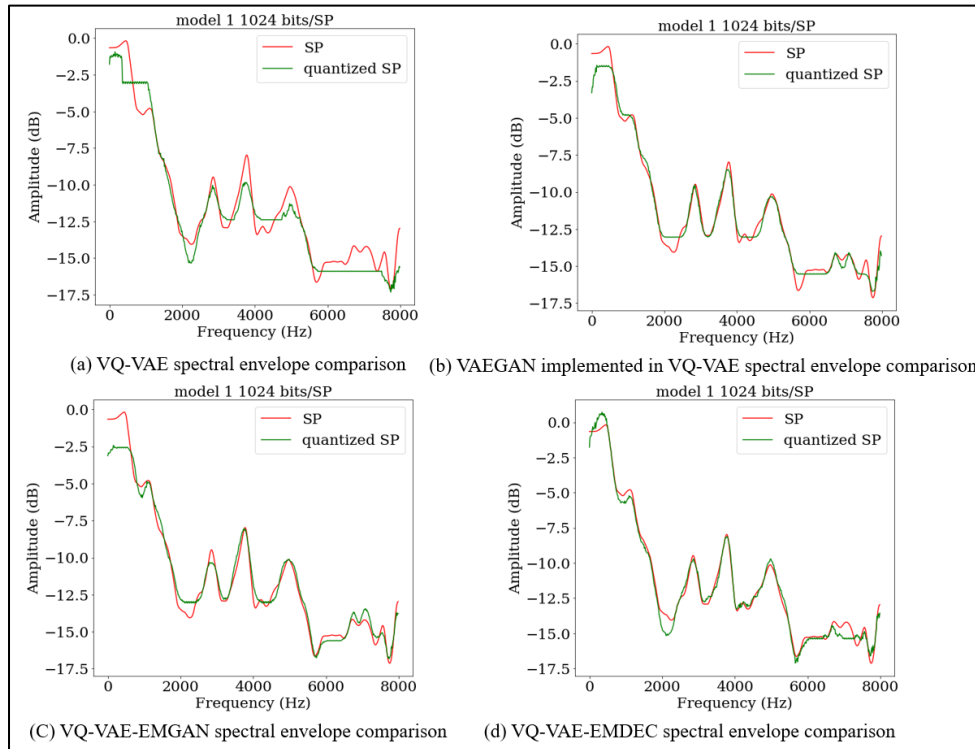 model 1 1024 bits/SP
SP
quantized SP
0.0
−2.5
−5.0
−7.5
−10.0
−12.5
−15.0
−17.5
Amplitude (dB)
0 2000 4000 6000 8000
Frequency (Hz)
(a) VQ-VAE spectral envelope comparison
model 1 1024 bits/SP
SP
quantized SP
0.0
−2.5
−5.0
−7.5
−10.0
−12.5
−15.0
−17.5
Amplitude (dB)
0 2000 4000 6000 8000
Frequency (Hz)
(b) VAEGAN implemented in VQ-VAE spectral envelope comparison
model 1 1024 bits/SP
SP
quantized SP
0.0
−2.5
−5.0
−7.5
−10.0
−12.5
−15.0
−17.5
Amplitude (dB)
0 2000 4000 6000 8000
Frequency (Hz)
(C) VQ-VAE-EMGAN spectral envelope comparison
model 1 1024 bits/SP
SP
quantized SP
0.0
−2.5
−5.0
−7.5
−10.0
−12.5
−15.0
−17.5
Amplitude (dB)
0 2000 4000 6000 8000
Frequency (Hz)
(d) VQ-VAE-EMDEC spectral envelope comparison